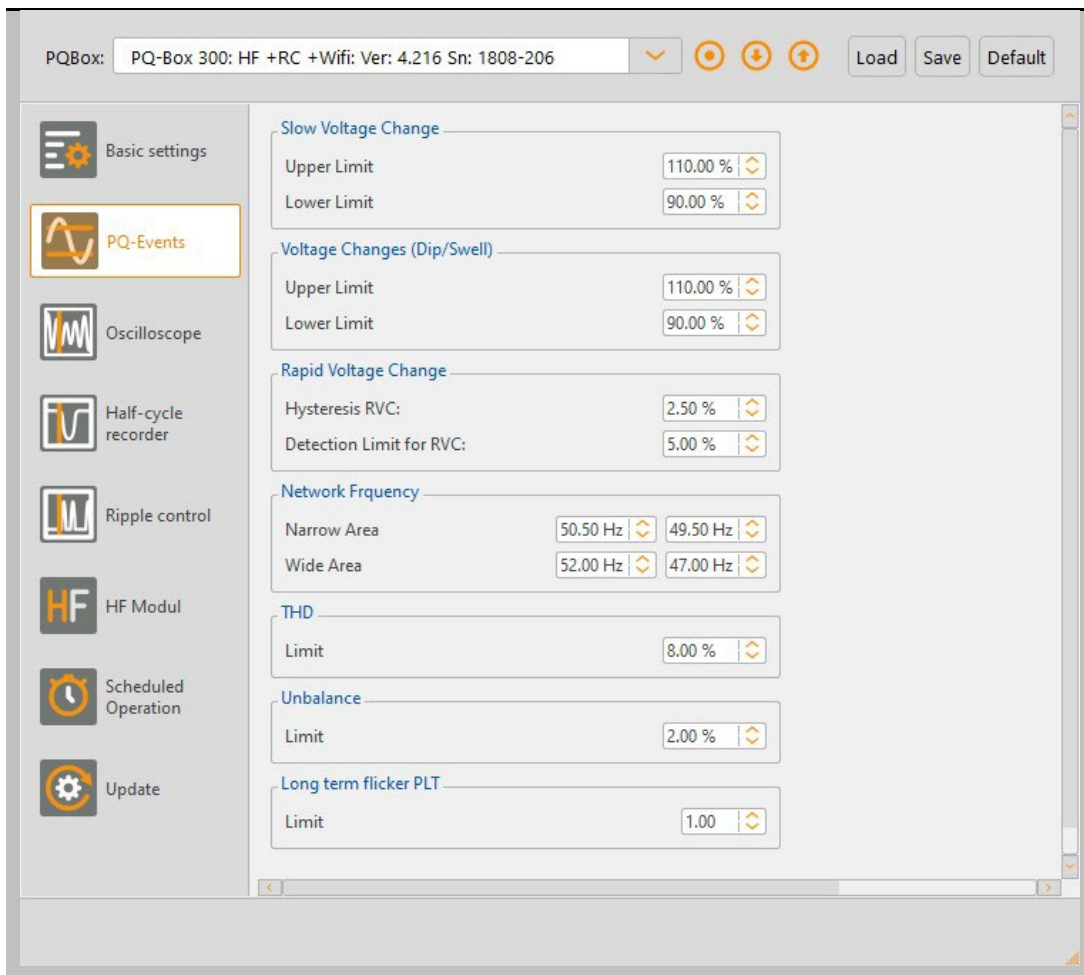 PQBox: PQ-Box 300: HF +RC +Wifi: Ver: 4.216 Sn: 1808-206 Load Save Default
Basic settings
PQ-Events
Oscilloscope
Half-cycle
recorder
Ripple control
HF HF Modul
Scheduled
Operation
Update
Slow Voltage Change
Upper Limit 110.00 %
Lower Limit 90.00 %
Voltage Changes (Dip/Swell)
Upper Limit 110.00 %
Lower Limit 90.00 %
Rapid Voltage Change
Hysteresis RVC: 2.50 %
Detection Limit for RVC: 5.00 %
Network Frquency
Narrow Area 50.50 Hz 49.50 Hz
Wide Area 52.00 Hz 47.00 Hz
THD
Limit 8.00 %
Unbalance
Limit 2.00 %
Long term flicker PLT
Limit 1.00